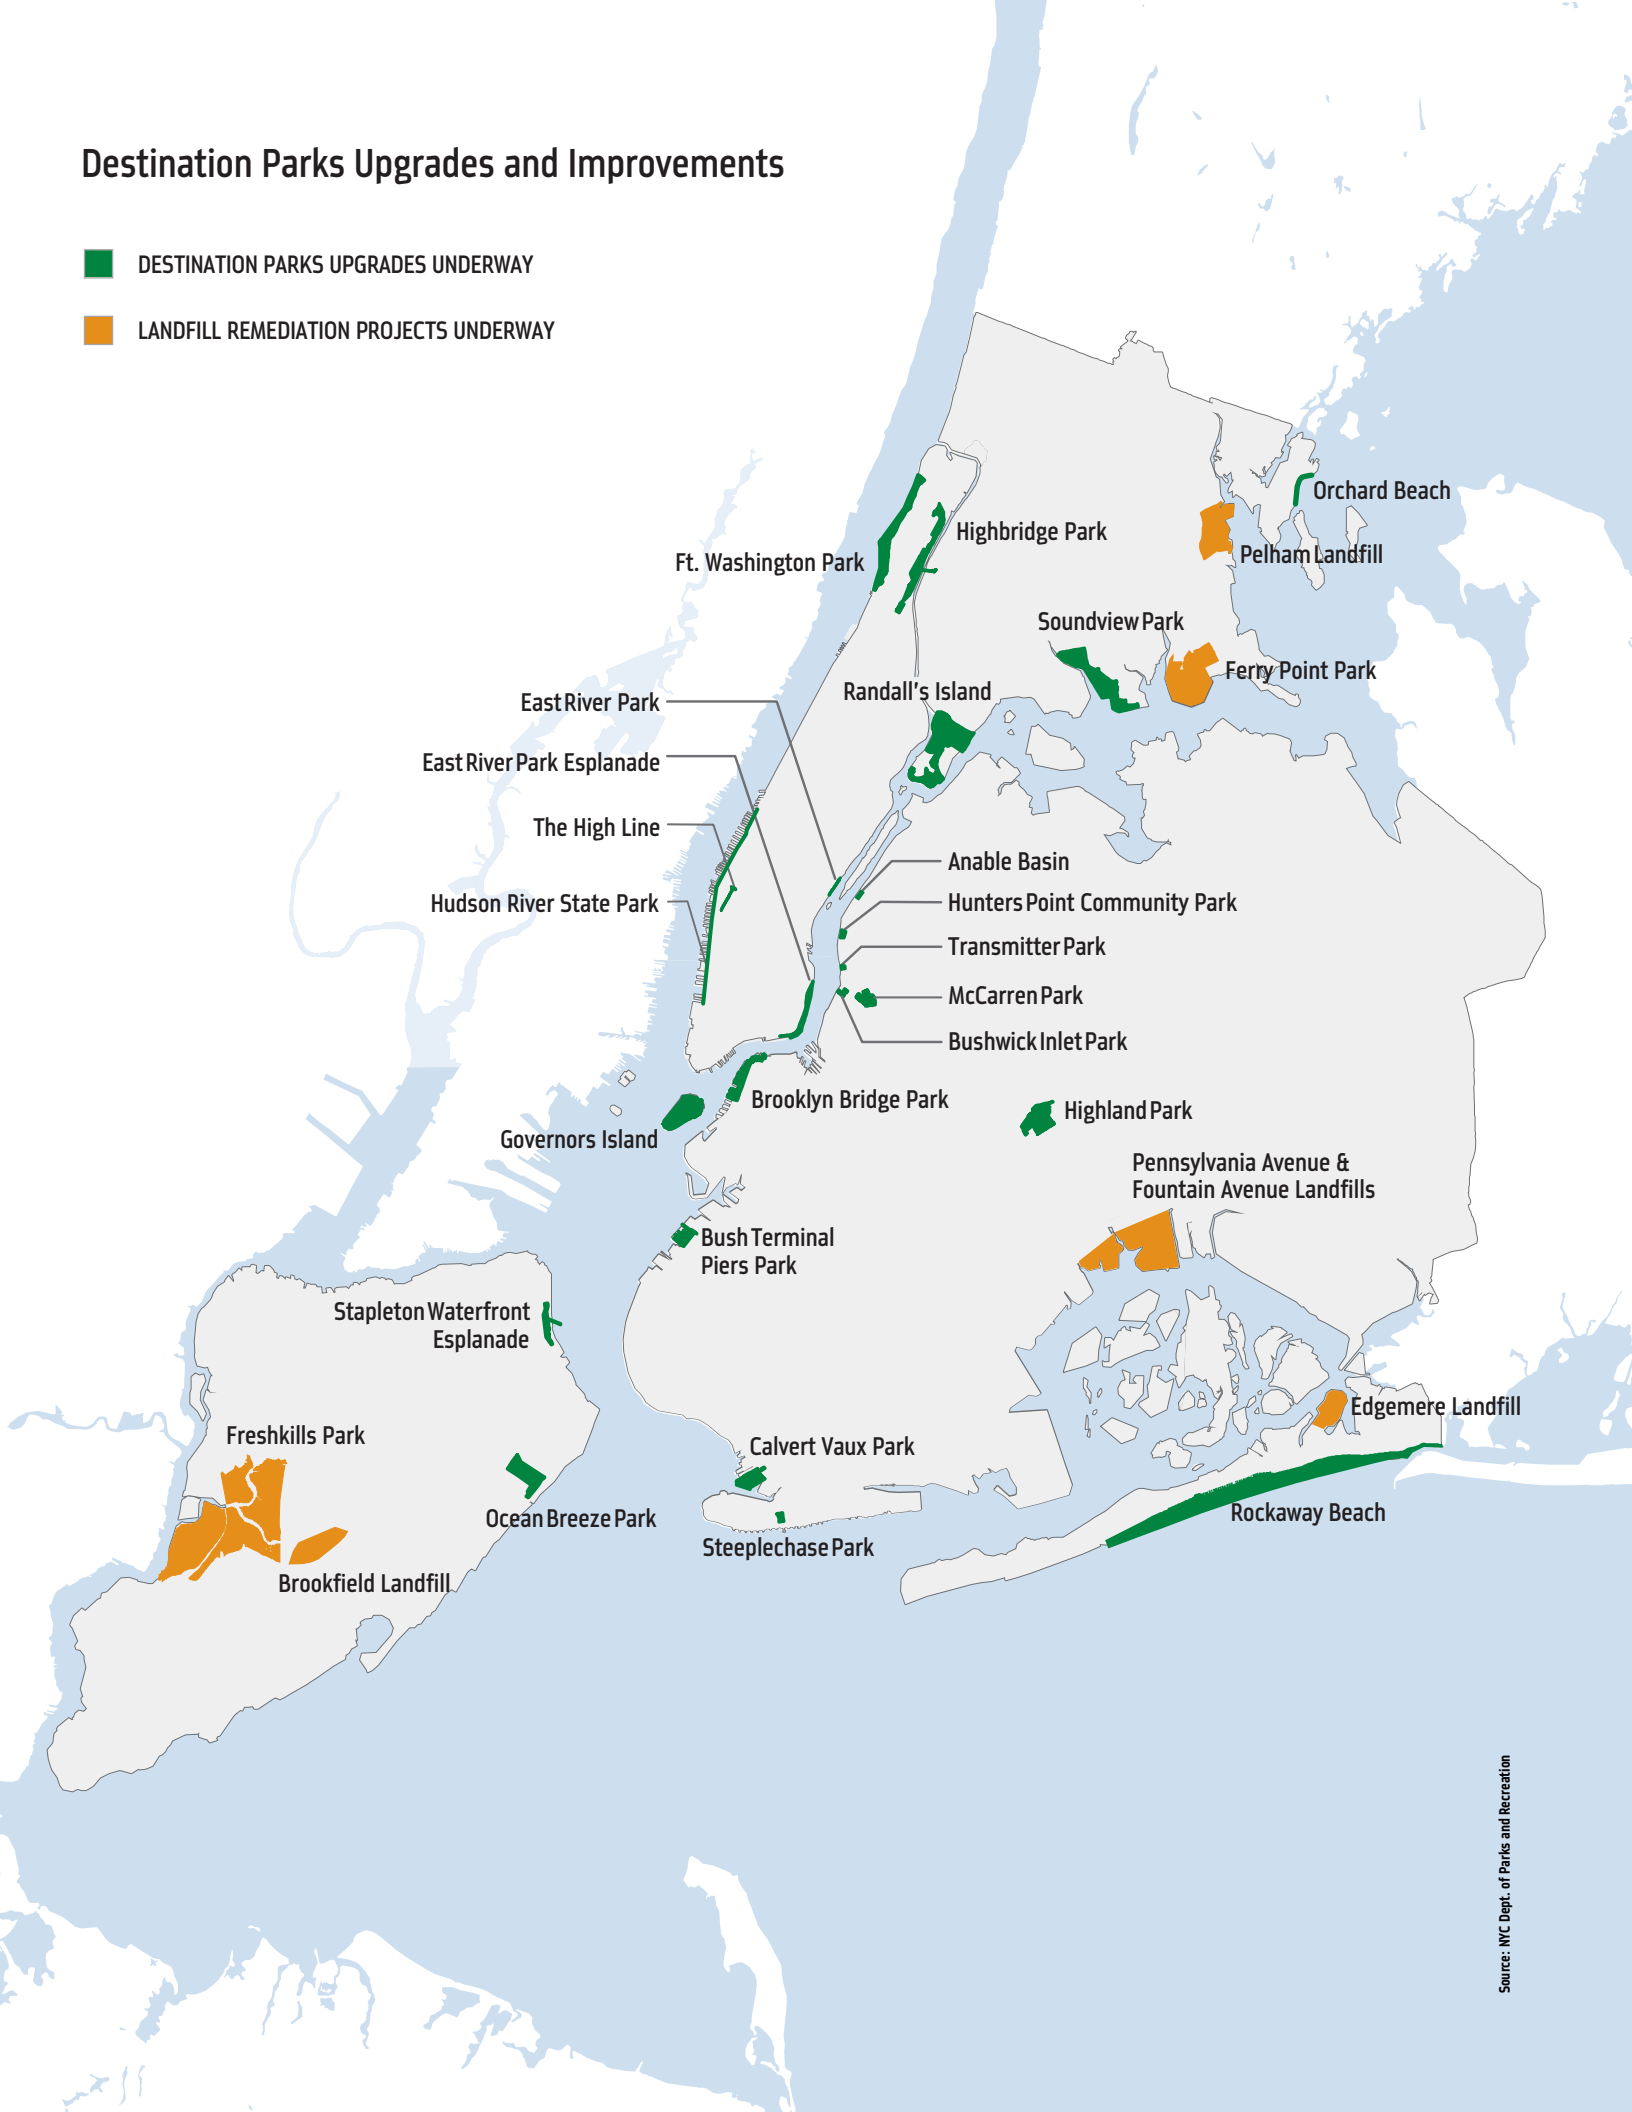 Destination Parks Upgrades and Improvements
DESTINATION PARKS UPGRADES UNDERWAY
LANDFILL REMEDIATION PROJECTS UNDERWAY
Orchard Beach
Highbridge Park
Pelham Landfill
Ft. Washington Park
Soundview Park
Ferry Point Park
Randall's Island
East River Park
East River Park Esplanade
The High Line
Anable Basin
Hudson River State Park
Hunters Point Community Park
Transmitter Park
McCarren Park
Bushwick Inlet Park
Brooklyn Bridge Park
Highland Park
Governors Island
Pennsylvania Avenue &
Fountain Avenue Landfills
Bush Terminal
Piers Park
Stapleton Waterfront
Esplanade
Edgemere Landfill
Freshkills Park
Calvert Vaux Park
Rockaway Beach
Ocean Breeze Park
Steeplechase Park
Brookfield Landfill
Source: NYC Dept. of Parks and Recreation